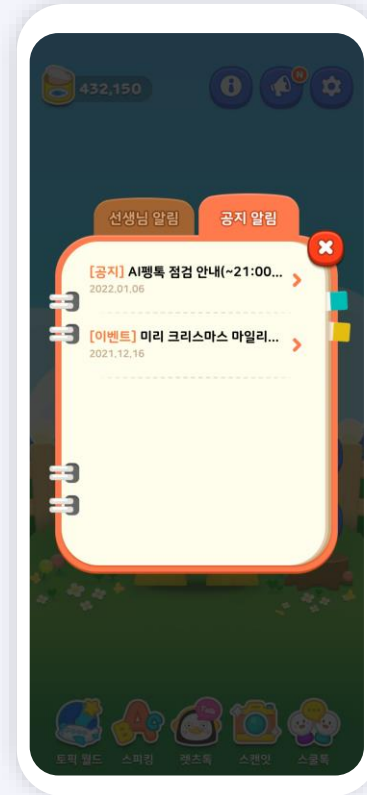 432,150
N
선생님 알림
공지 알림
[공지] AI펭톡 점검 안내(~21:00...
2022.01.06
[이벤트] 미리 크리스마스 마일리...
2021.12.16
토픽 월드
스피킹
렛츠톡
스캔잇
스쿨톡